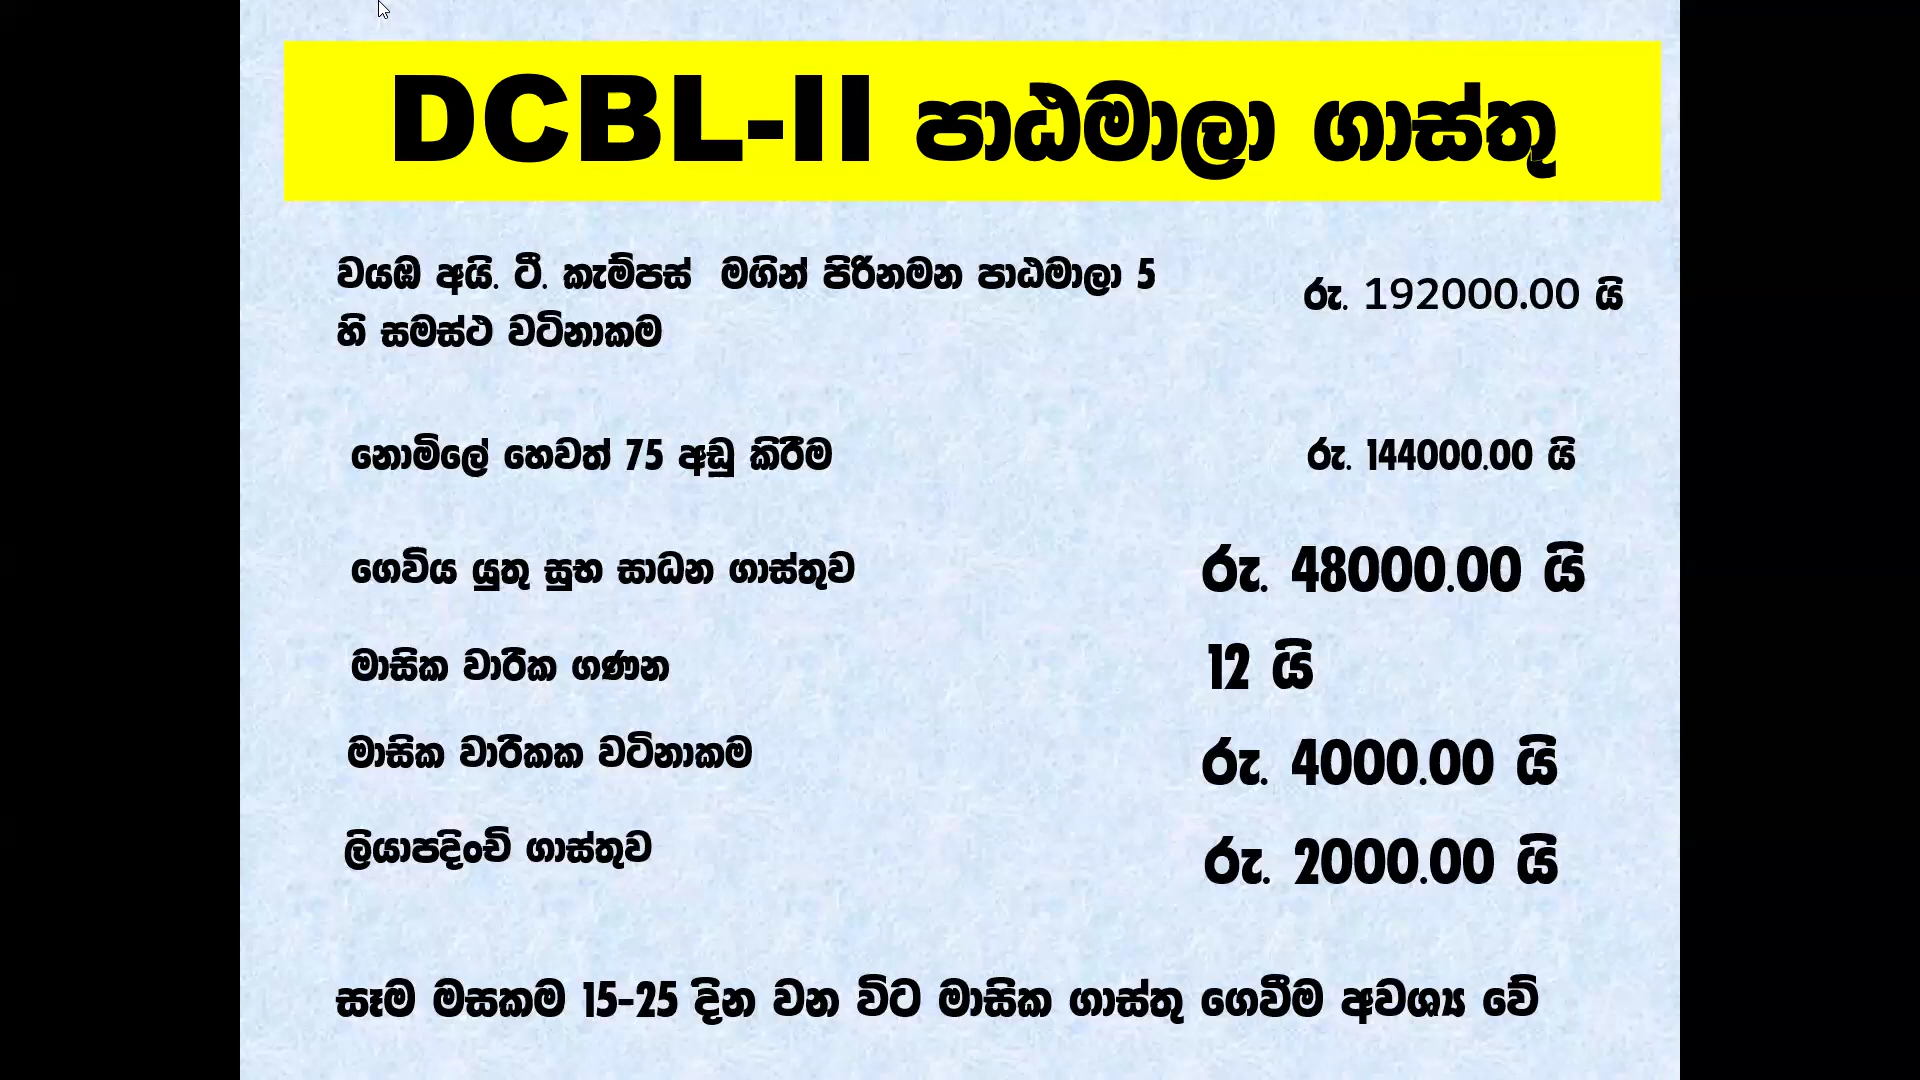 DCBL-II පාඨමාලා ගාස්තු
වයඹ අයි. ටී. කැම්පස් මගින් පිරිනමන පාඨමාලා 5
හි සමස්ථ වටිනාකම
රු. 192000.00 යි
නොමිලේ හෙවත් 75 අඩු කිරීම
රු. 144000.00 යි
ගෙවිය යුතු සුභ සාධන ගාස්තුව
රු. 48000.00 යි
මාසික වාරික ගණන
12 යි
මාසික වාරිකක වටිනාකම
රු. 4000.00 යි
ලියාපදිංචි ගාස්තුව
රු. 2000.00 යි
සෑම මසකම 15-25 දින වන විට මාසික ගාස්තු ගෙවීම අවශ්‍ය වේ